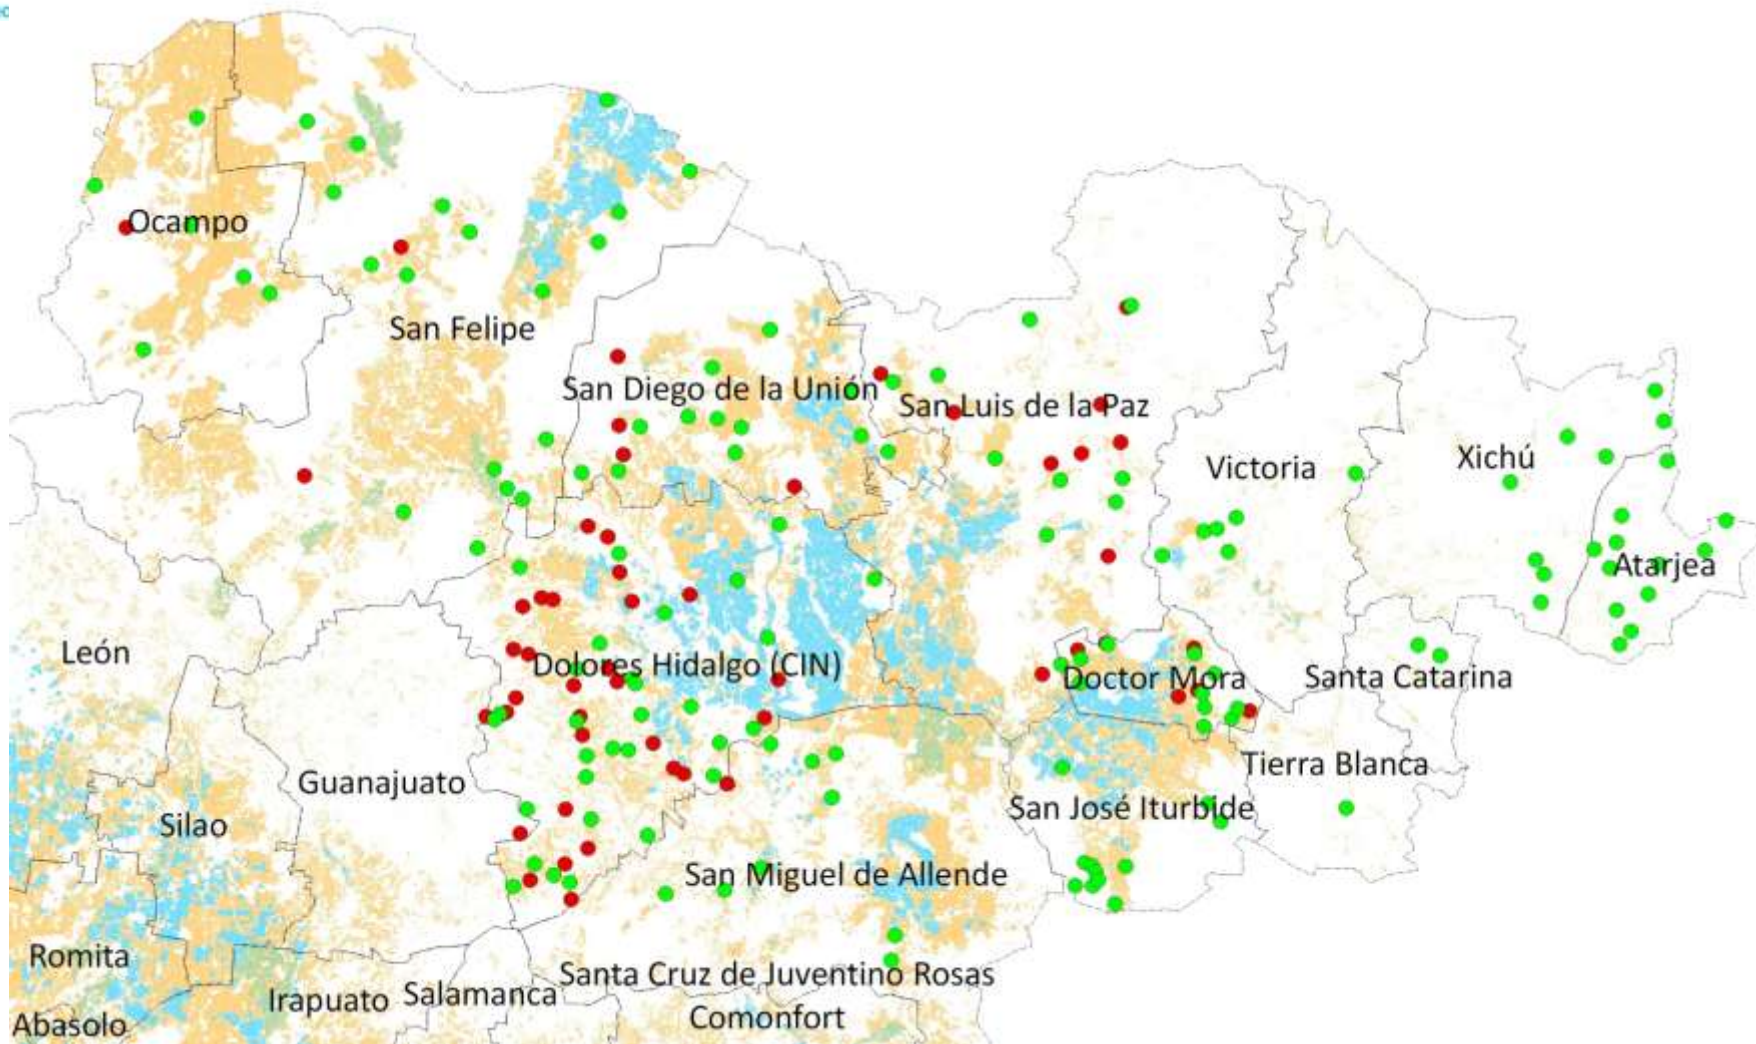 Ocampo
San Felipe
San Diego de la Unión
San Luis de la Paz
Victoria
Xichú
Atarjea
León
Dolores Hidalgo (CIN)
Doctor Mora
Santa Catarina
Guanajuato
Tierra Blanca
Silao
San José Iturbide
San Miguel de Allende
Romita
Santa Cruz de Juventino Rosas
Irapuato
Salamanca
Comonfort
Abasolo